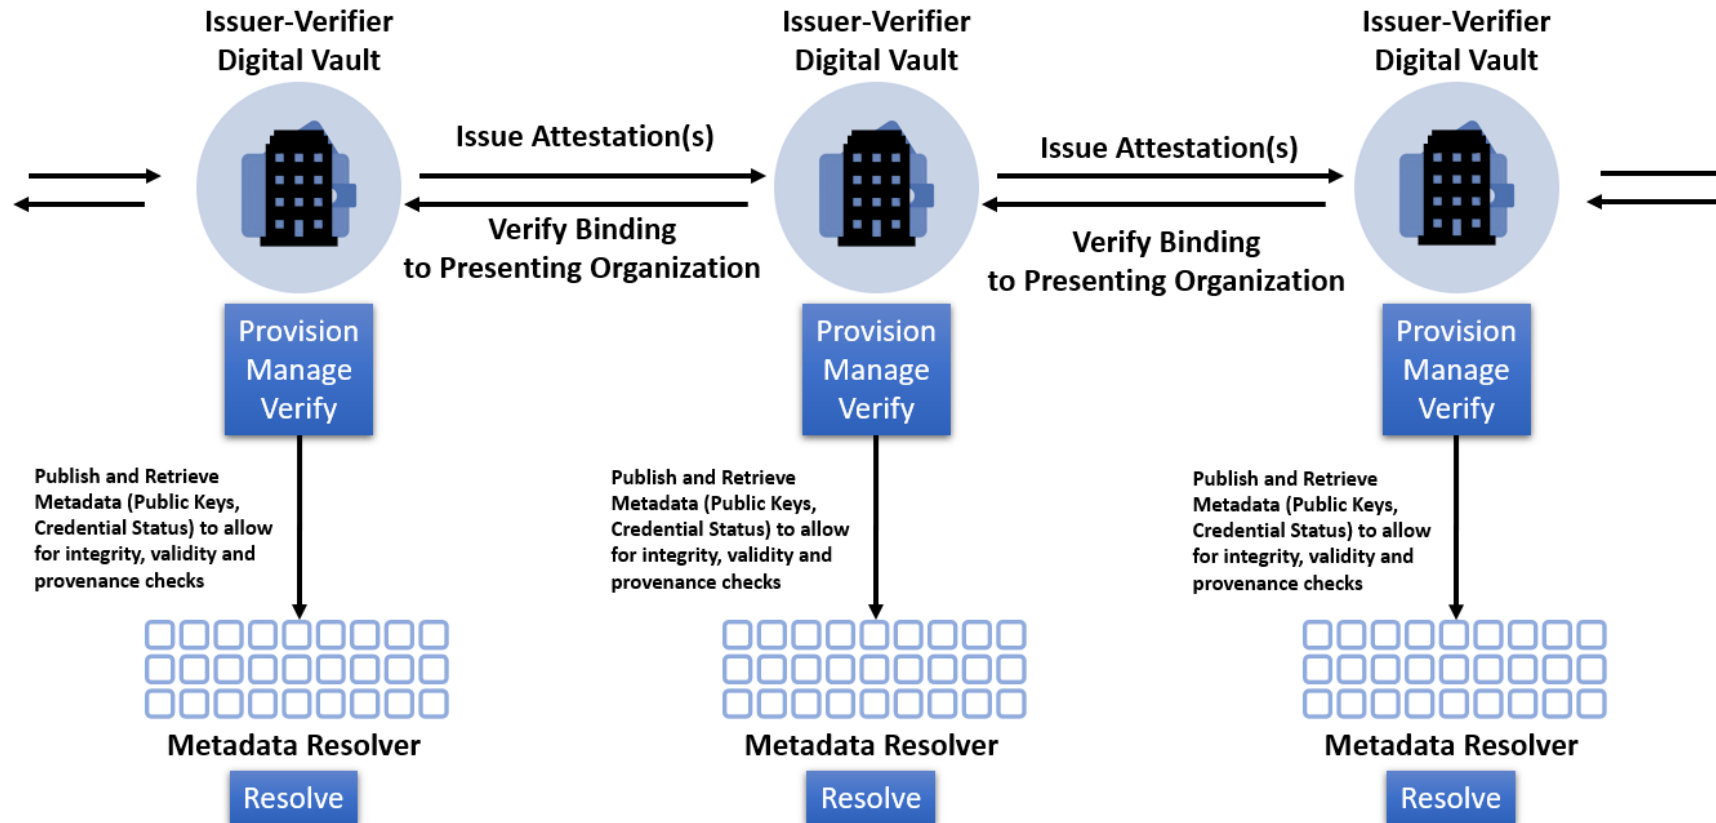 Issuer-Verifier
Digital Vault
Issuer-Verifier
Digital Vault
Issuer-Verifier
Digital Vault
Issue Attestation(s)
Verify Binding
to Presenting Organization
Issue Attestation(s)
Verify Binding
to Presenting Organization
Provision
Manage
Verify
Provision
Manage
Verify
Provision
Manage
Verify
Publish and Retrieve
Metadata (Public Keys,
Credential Status) to allow
for integrity, validity and
provenance checks
Publish and Retrieve
Metadata (Public Keys,
Credential Status) to allow
for integrity, validity and
provenance checks
Publish and Retrieve
Metadata (Public Keys,
Credential Status) to allow
for integrity, validity and
provenance checks
Metadata Resolver
Resolve
Metadata Resolver
Resolve
Metadata Resolver
Resolve